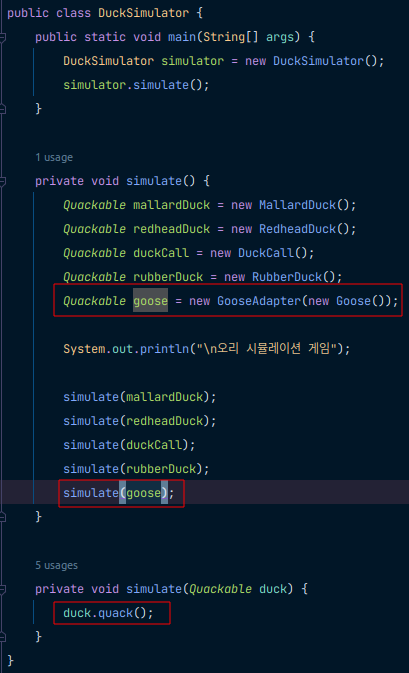 public class DuckSimulator {
public static void main(String[] args) {
DuckSimulator simulator = new DuckSimulator();
simulator.simulate();
}
1 usage
private void simulate() {
Quackable mallardDuck = new MallardDuck();
Quackable redheadDuck = new RedheadDuck();
Quackable duckCall = new DuckCall();
Quackable rubberDuck = new RubberDuck();
Quackable goose = new GooseAdapter(new Goose());
System.out.println("\n오리 시뮬레이션 게임");
simulate(mallardDuck);
simulate(redheadDuck);
simulate(duckCall);
simulate(rubberDuck);
simulate(goose);
}
5 usages
private void simulate(Quackable duck) {
duck.quack();
}
}